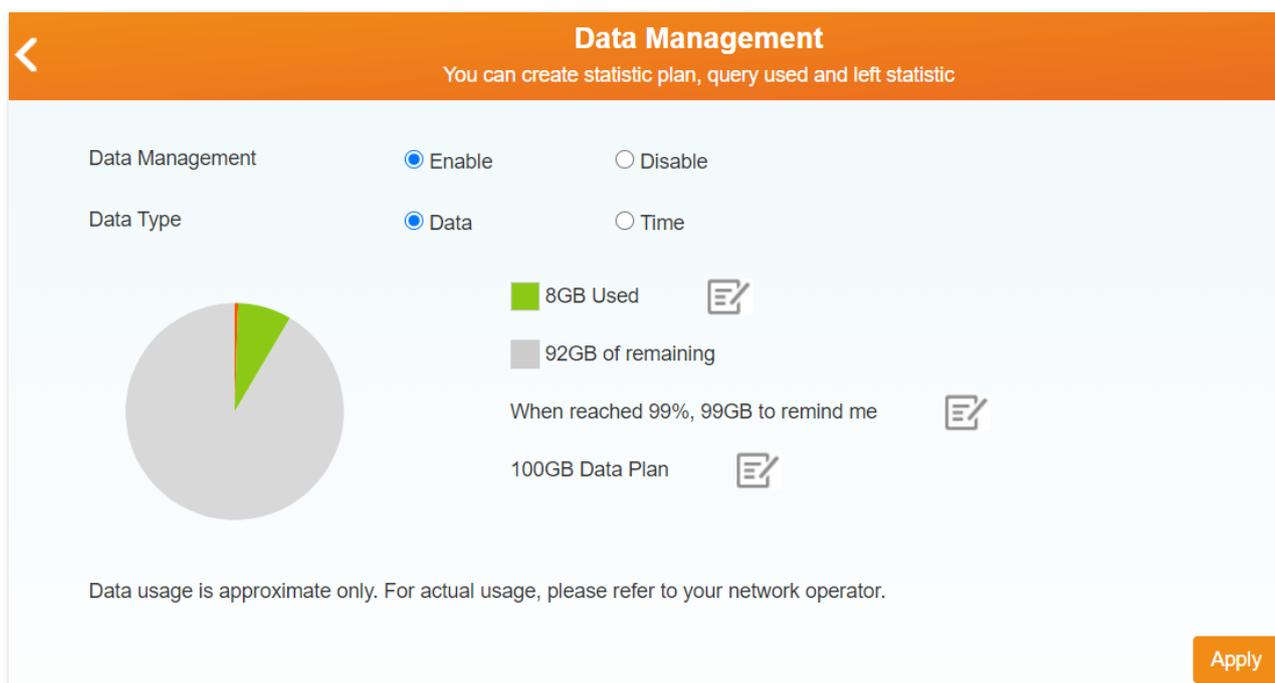 Data Management
You can create statistic plan, query used and left statistic
Data Management Enable Disable
Data Type Data Time
8GB Used
92GB of remaining
When reached 99%, 99GB to remind me
100GB Data Plan
Data usage is approximate only. For actual usage, please refer to your network operator.
Apply